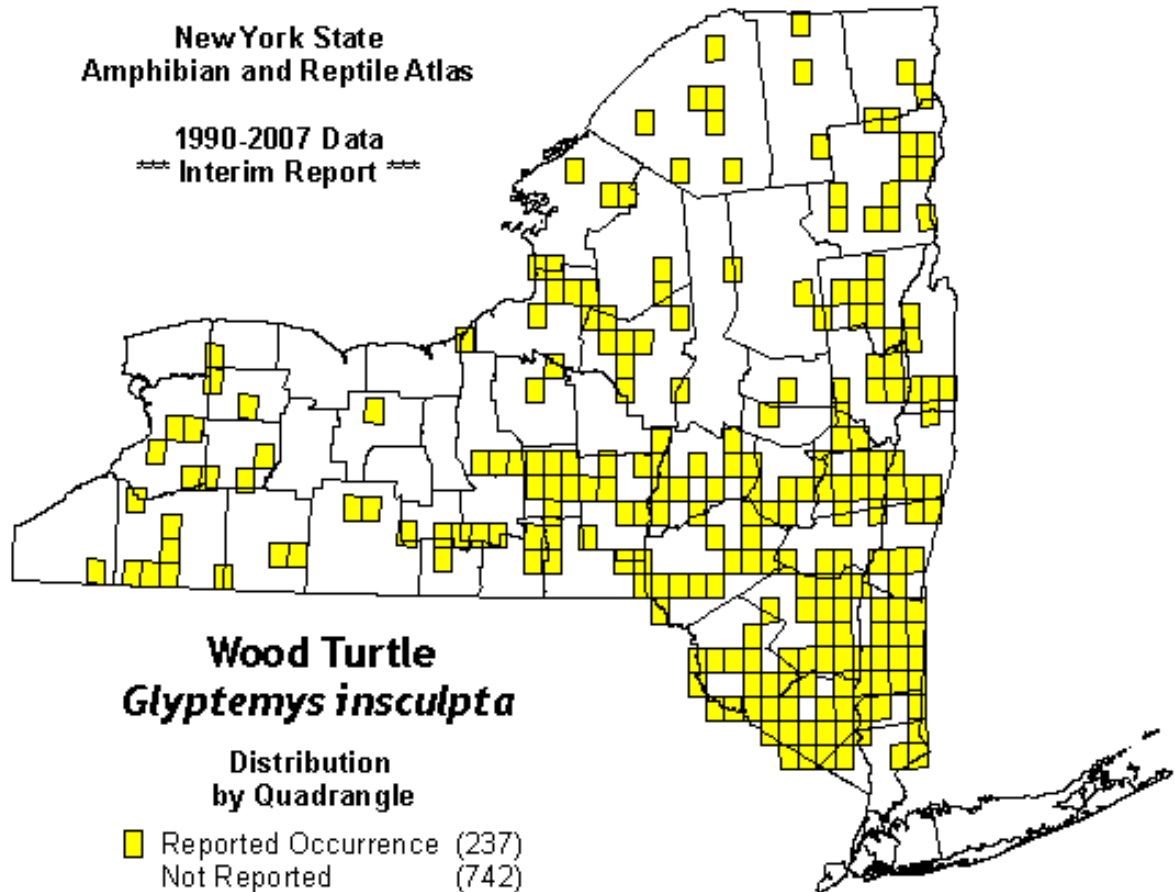 New York State
Amphibian and Reptile Atlas
1990-2007 Data
*** Interim Report ***
Wood Turtle
Glyptemys insculpta
Distribution
by Quadrangle
Reported Occurrence (237)
Not Reported (742)